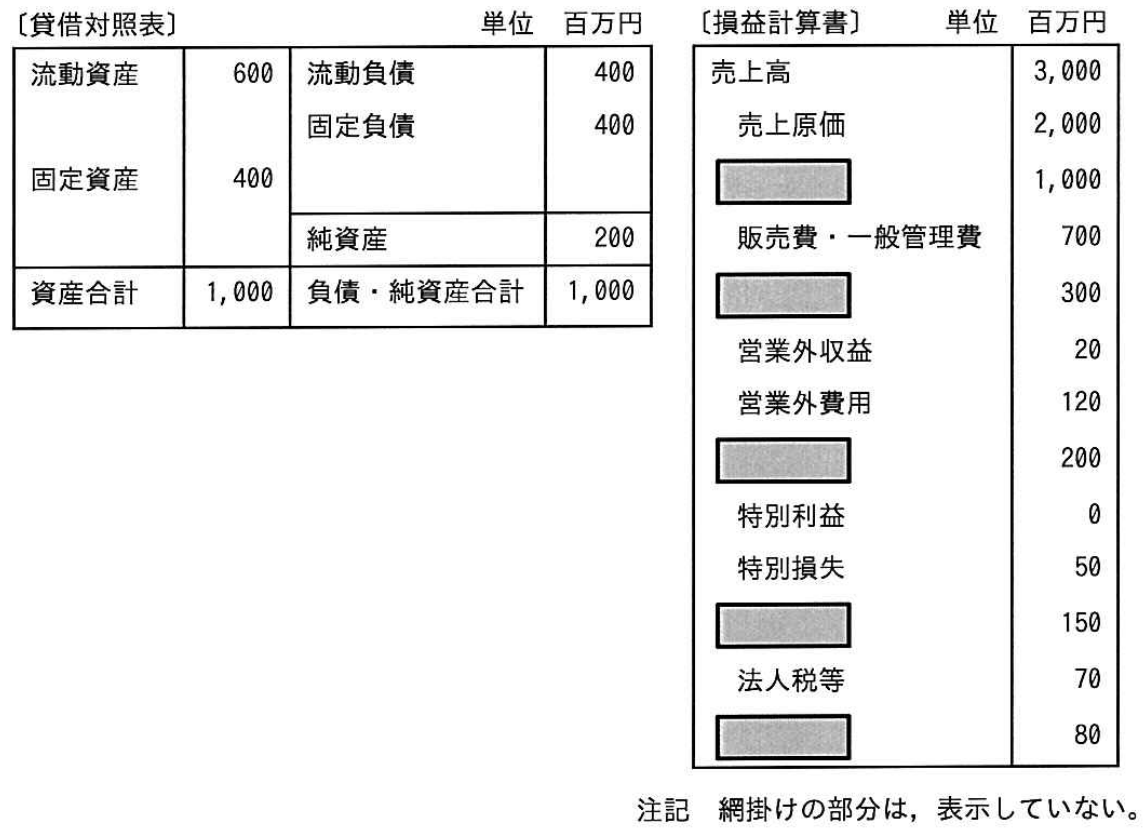 〔貸借対照表〕 単位 百万円
流動資産 600 流動負債 400
固定負債 400
固定資産 400
純資産 200
資産合計 1,000 負債・純資産合計 1,000
〔損益計算書〕 単位 百万円
売上高 3,000
売上原価 2,000
1,000
販売費・一般管理費 700
300
営業外収益 20
営業外費用 120
200
特別利益 0
特別損失 50
150
法人税等 70
80
注記 網掛けの部分は，表示していない。